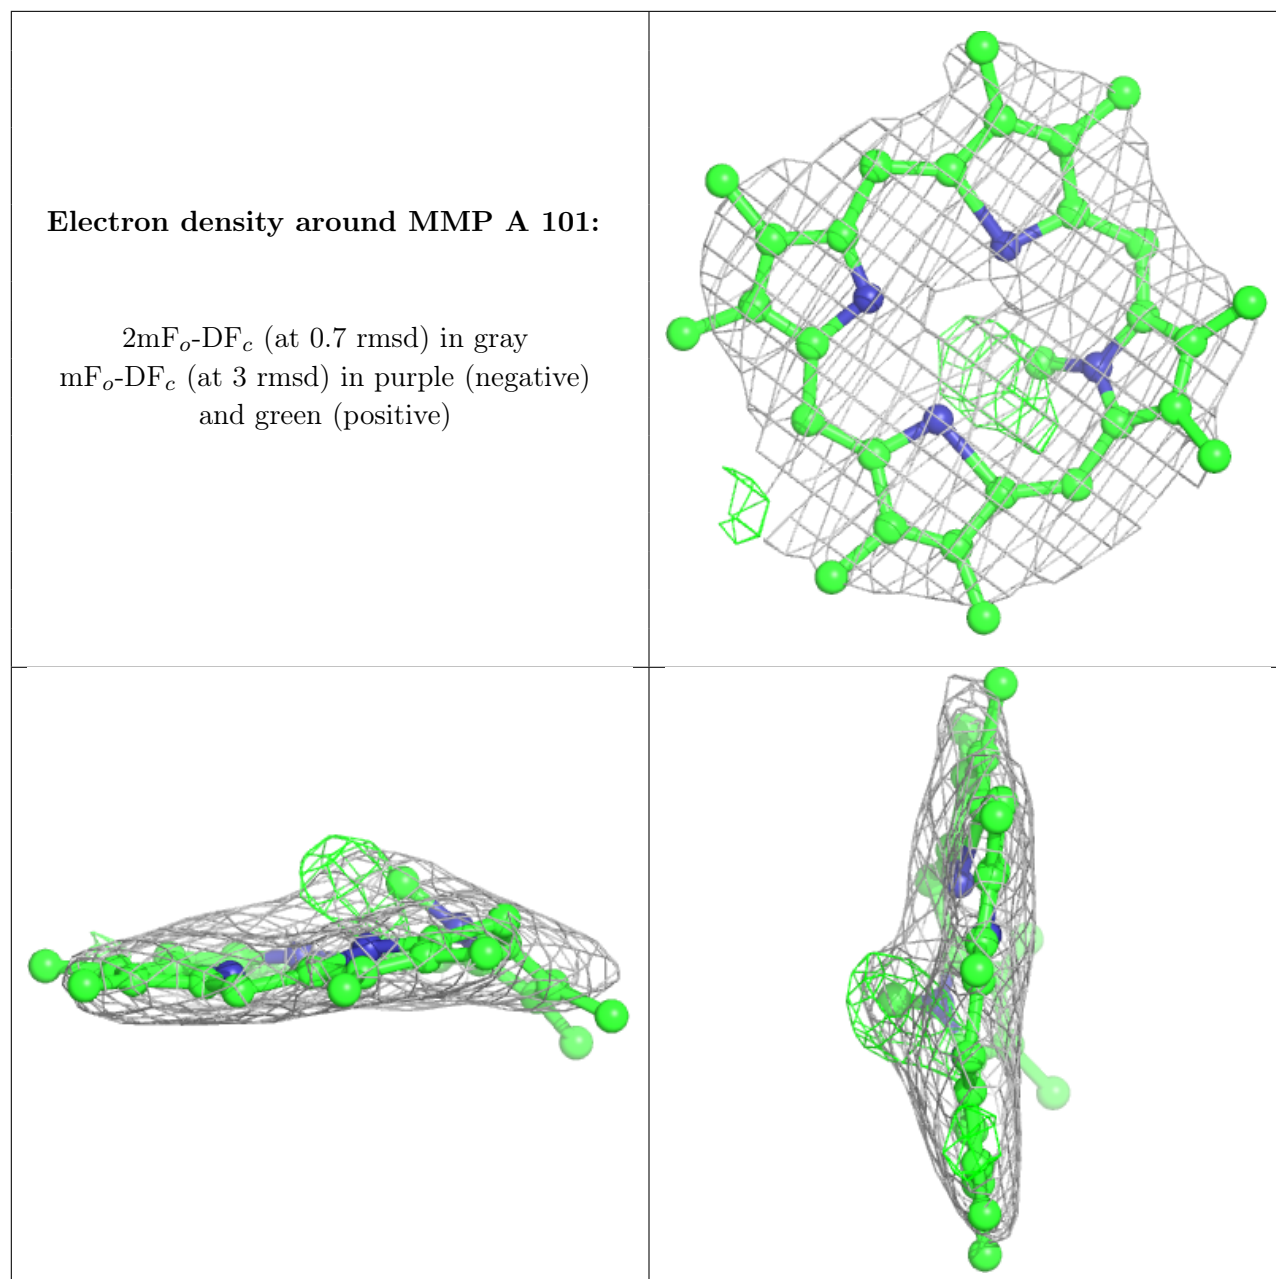 Electron density around MMP A 101:
2mFo-DFc (at 0.7 rmsd) in gray
mFo-DFc (at 3 rmsd) in purple (negative)
and green (positive)